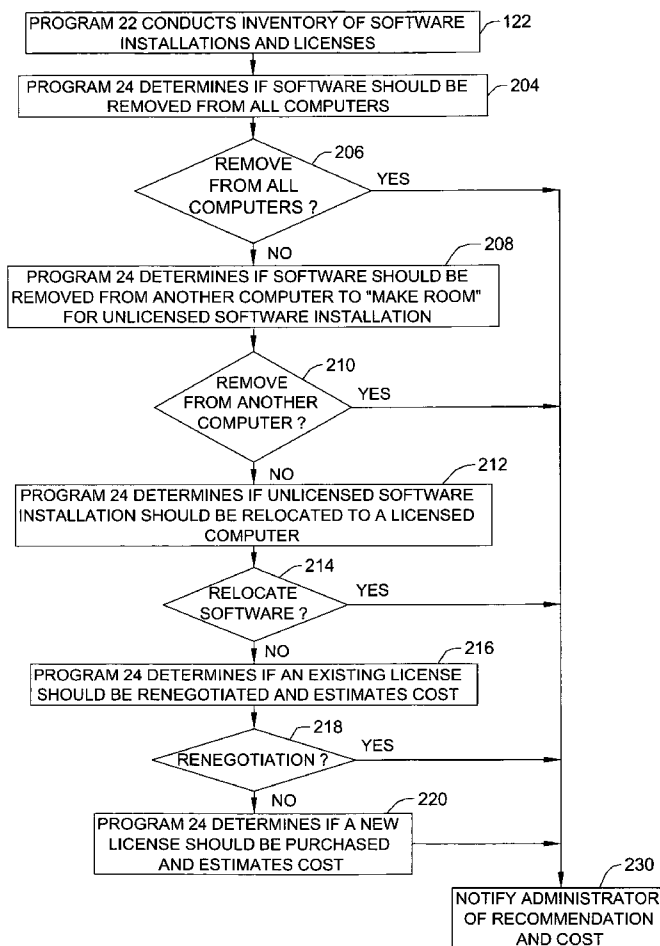 PROGRAM 22 CONDUCTS INVENTORY OF SOFTWARE
INSTALLATIONS AND LICENSES
122
PROGRAM 24 DETERMINES IF SOFTWARE SHOULD BE
REMOVED FROM ALL COMPUTERS
204
206
REMOVE
FROM ALL
COMPUTERS ?
YES
NO
208
PROGRAM 24 DETERMINES IF SOFTWARE SHOULD BE
REMOVED FROM ANOTHER COMPUTER TO "MAKE ROOM"
FOR UNLICENSED SOFTWARE INSTALLATION
210
REMOVE
FROM ANOTHER
COMPUTER ?
YES
NO
212
PROGRAM 24 DETERMINES IF UNLICENSED SOFTWARE
INSTALLATION SHOULD BE RELOCATED TO A LICENSED
COMPUTER
214
RELOCATE
SOFTWARE ?
YES
NO
216
PROGRAM 24 DETERMINES IF AN EXISTING LICENSE
SHOULD BE RENEGOTIATED AND ESTIMATES COST
218
RENEGOTIATION ?
YES
NO
220
PROGRAM 24 DETERMINES IF A NEW
LICENSE SHOULD BE PURCHASED
AND ESTIMATES COST
230
NOTIFY ADMINISTRATOR
OF RECOMMENDATION
AND COST